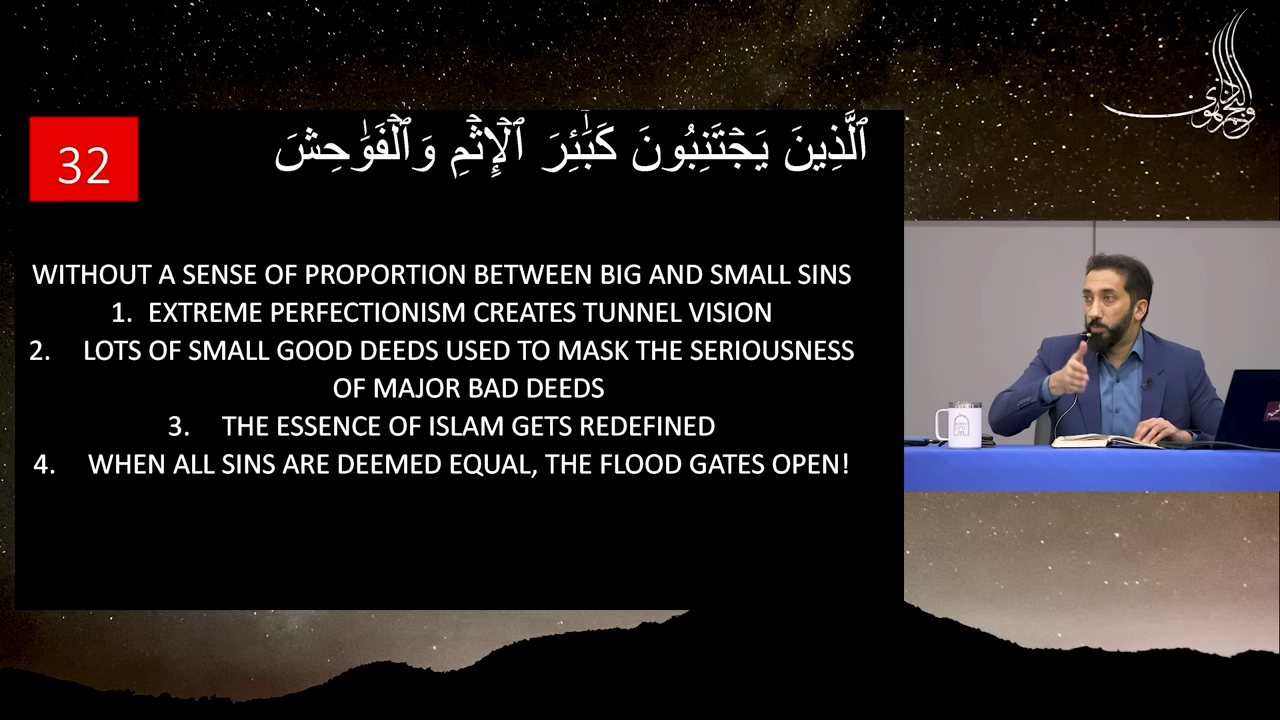 وَالنَّجْمِ إِذَا هَوَىٰ
32
ٱلَّذِينَ يَجْتَنِبُونَ كَبَـٰٓئِرَ ٱلْإِثْمِ وَٱلْفَوَٰحِشَ
WITHOUT A SENSE OF PROPORTION BETWEEN BIG AND SMALL SINS
1. EXTREME PERFECTIONISM CREATES TUNNEL VISION
2. LOTS OF SMALL GOOD DEEDS USED TO MASK THE SERIOUSNESS
OF MAJOR BAD DEEDS
3. THE ESSENCE OF ISLAM GETS REDEFINED
4. WHEN ALL SINS ARE DEEMED EQUAL, THE FLOOD GATES OPEN!